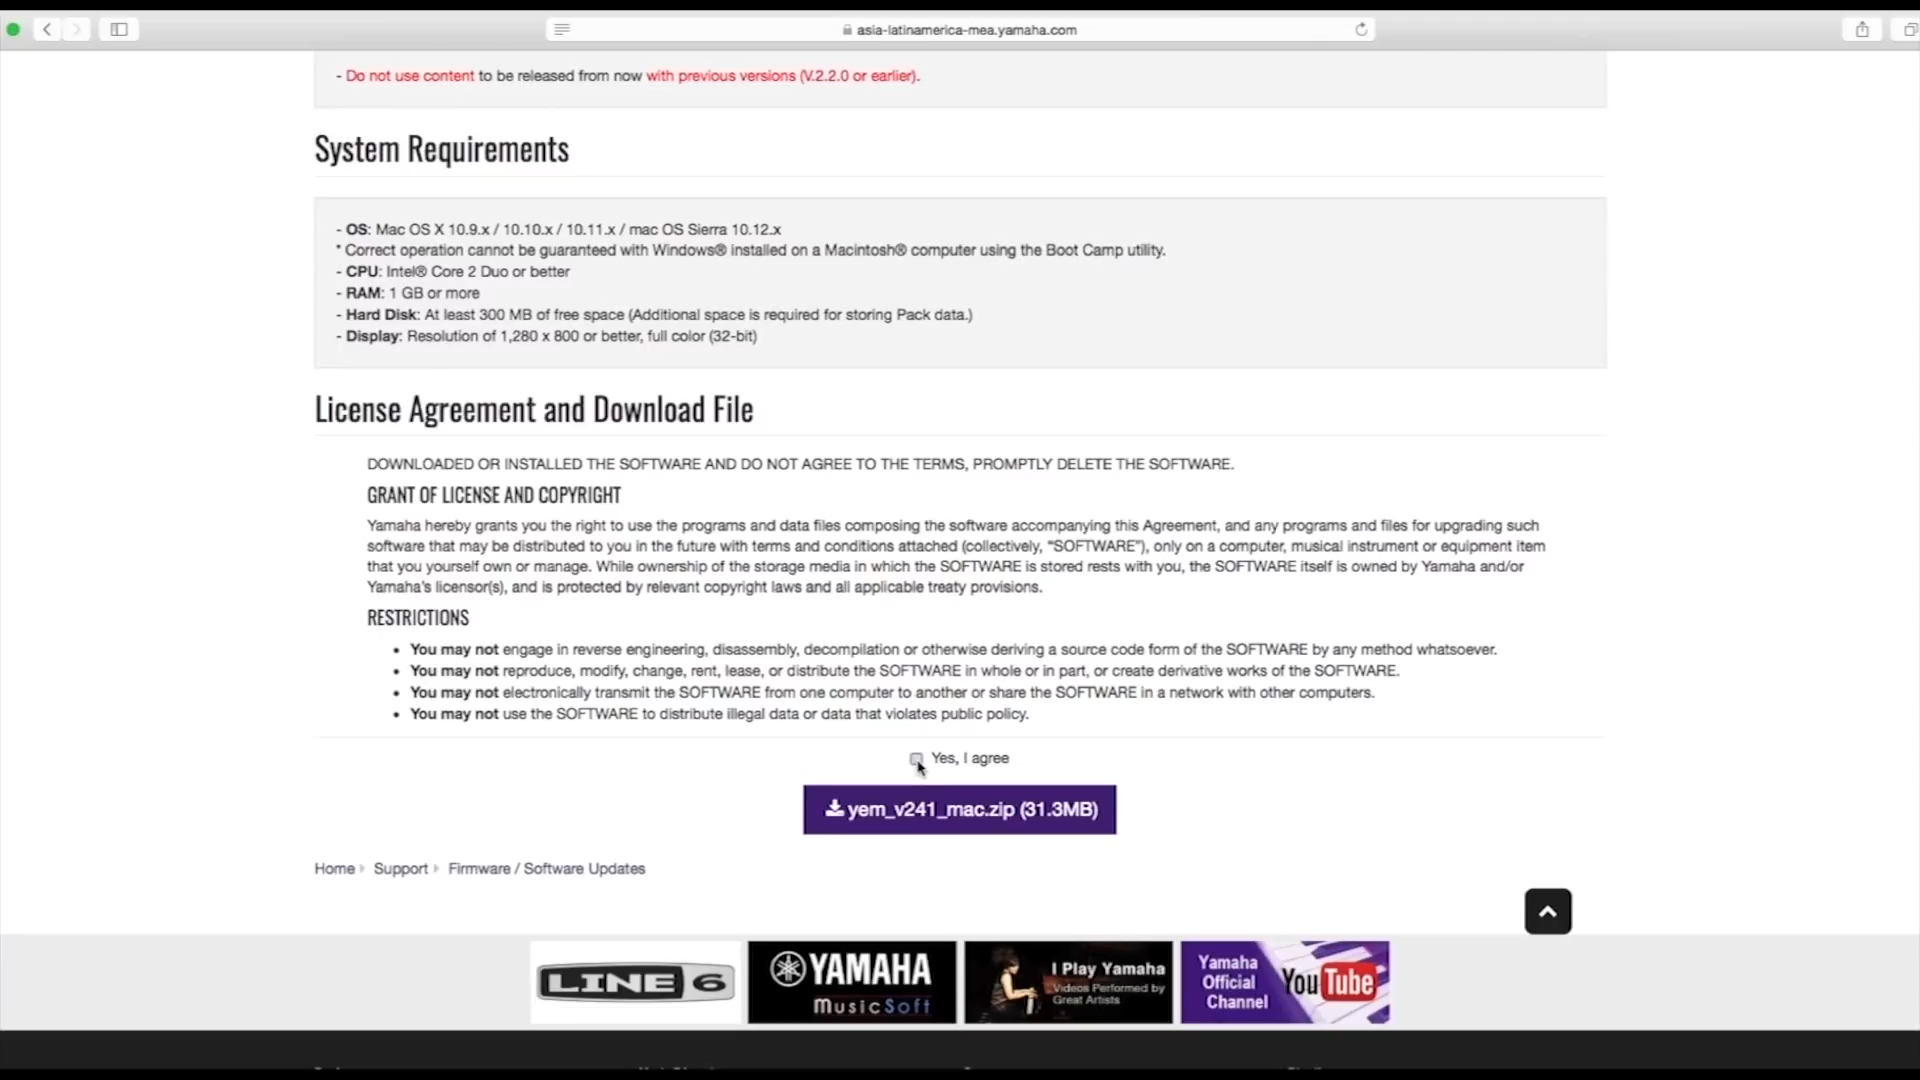 asia-latinamerica-mea.yamaha.com
- Do not use content to be released from now with previous versions (V.2.2.0 or earlier).
System Requirements
- OS: Mac OS X 10.9.x / 10.10.x / 10.11.x / mac OS Sierra 10.12.x
* Correct operation cannot be guaranteed with Windows® installed on a Macintosh® computer using the Boot Camp utility.
- CPU: Intel® Core 2 Duo or better
- RAM: 1 GB or more
- Hard Disk: At least 300 MB of free space (Additional space is required for storing Pack data.)
- Display: Resolution of 1,280 x 800 or better, full color (32-bit)
License Agreement and Download File
DOWNLOADED OR INSTALLED THE SOFTWARE AND DO NOT AGREE TO THE TERMS, PROMPTLY DELETE THE SOFTWARE.
GRANT OF LICENSE AND COPYRIGHT
Yamaha hereby grants you the right to use the programs and data files composing the software accompanying this Agreement, and any programs and files for upgrading such
software that may be distributed to you in the future with terms and conditions attached (collectively, “SOFTWARE”), only on a computer, musical instrument or equipment item
that you yourself own or manage. While ownership of the storage media in which the SOFTWARE is stored rests with you, the SOFTWARE itself is owned by Yamaha and/or
Yamaha’s licensor(s), and is protected by relevant copyright laws and all applicable treaty provisions.
RESTRICTIONS
• You may not engage in reverse engineering, disassembly, decompilation or otherwise deriving a source code form of the SOFTWARE by any method whatsoever.
• You may not reproduce, modify, change, rent, lease, or distribute the SOFTWARE in whole or in part, or create derivative works of the SOFTWARE.
• You may not electronically transmit the SOFTWARE from one computer to another or share the SOFTWARE in a network with other computers.
• You may not use the SOFTWARE to distribute illegal data or data that violates public policy.
Yes, I agree
yem_v241_mac.zip (31.3MB)
Home Support Firmware / Software Updates
LINE 6
YAMAHA
MusicSoft
I Play Yamaha
Videos Performed by
Great Artists
Yamaha
Official
Channel
YouTube